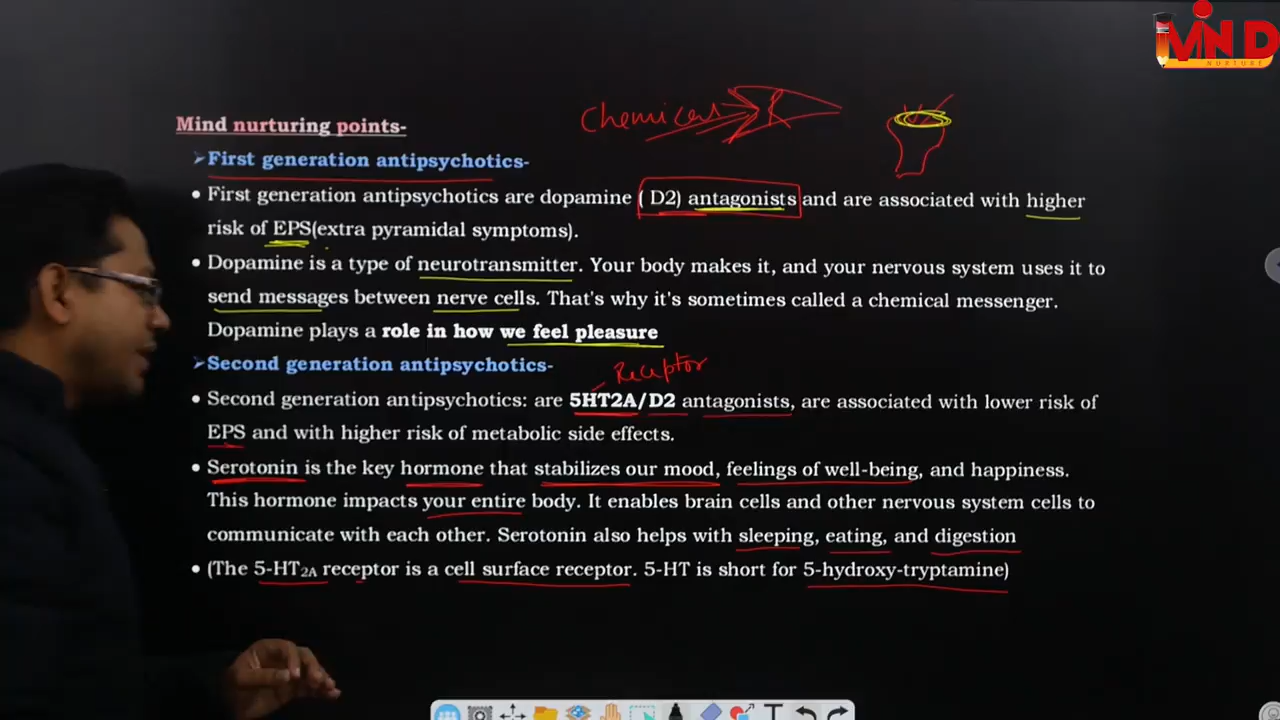 MIND
NURTURE
Chemicals
Mind nurturing points-
➢First generation antipsychotics-
• First generation antipsychotics are dopamine ( D2) antagonists and are associated with higher
risk of EPS(extra pyramidal symptoms).
• Dopamine is a type of neurotransmitter. Your body makes it, and your nervous system uses it to
send messages between nerve cells. That's why it's sometimes called a chemical messenger.
Dopamine plays a role in how we feel pleasure
➢Second generation antipsychotics-
Receptor
• Second generation antipsychotics: are 5HT2A/D2 antagonists, are associated with lower risk of
EPS and with higher risk of metabolic side effects.
• Serotonin is the key hormone that stabilizes our mood, feelings of well-being, and happiness.
This hormone impacts your entire body. It enables brain cells and other nervous system cells to
communicate with each other. Serotonin also helps with sleeping, eating, and digestion
• (The 5-HT2A receptor is a cell surface receptor. 5-HT is short for 5-hydroxy-tryptamine)